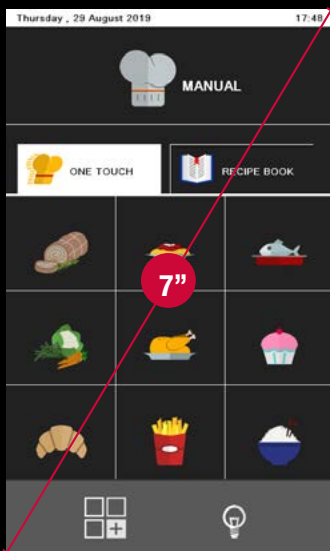 Thursday , 29 August 2019 17:48
MANUAL
ONE TOUCH RECIPE BOOK
7”